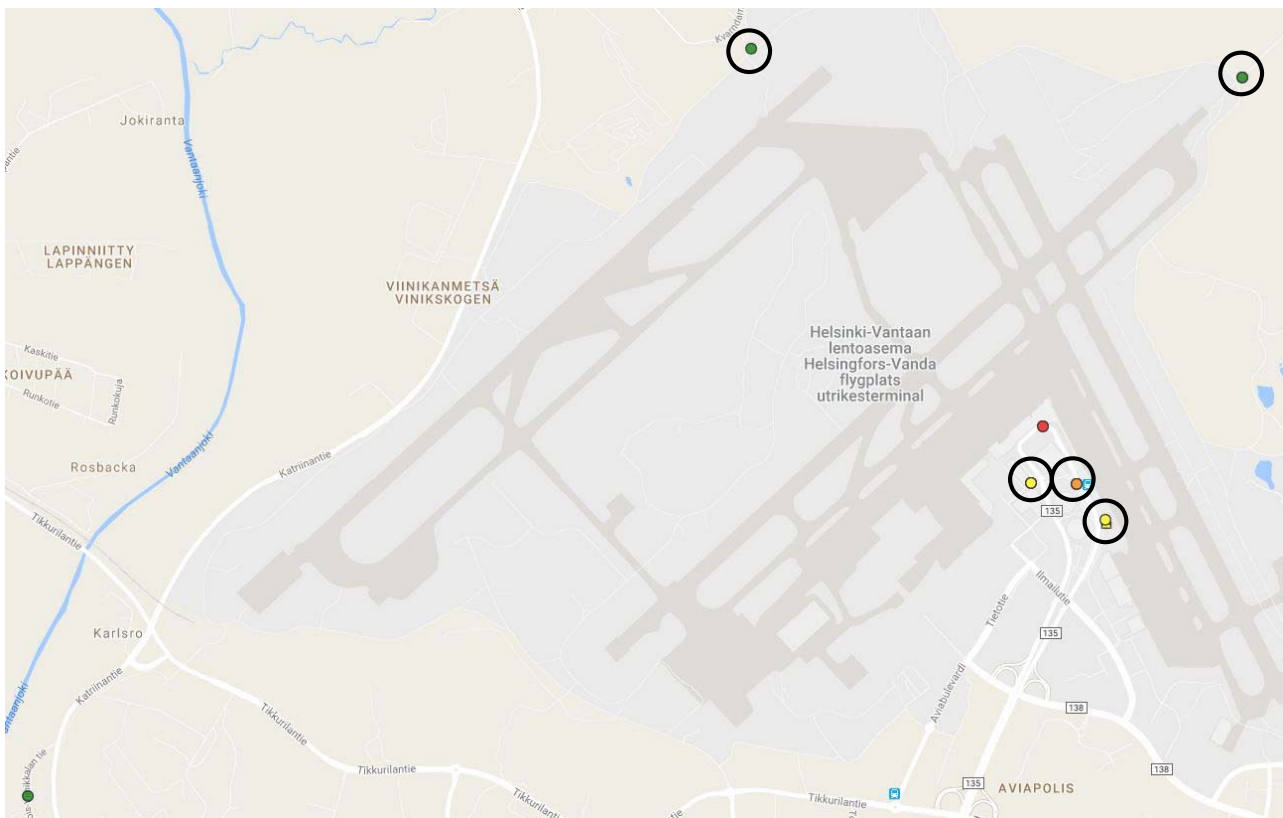 Jokiranta
Vantaanjoki
LAPINNIITTY
LAPPÄNGEN
VIINIKANMETSÄ
VINIKSKOGEN
Helsinki-Vantaan
lentoasema
Helsingfors-Vanda
flygplats
utrikesterminal
Kaskitie
KOIVUPÄÄ
Runkotie
Runkokuja
Rosbacka
Vantaanjoki
Katriinantie
Tikkurilantie
135
Ilmailutie
Tietotie
Karlsro
135
Katriinantie
Aviabulevardi
138
Tikkurilantie
Tikkurilantie
138
135
AVIAPOLIS
Tikkurilantie
Tikkurilantie